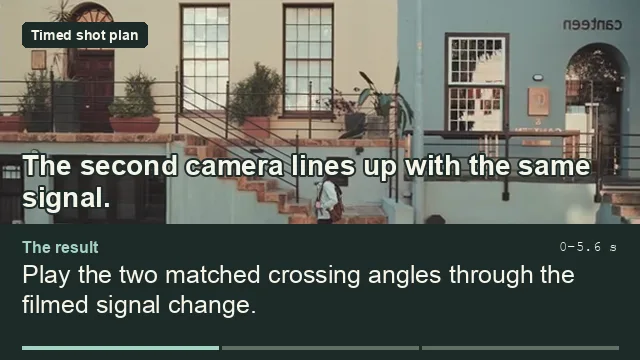 canteen
Timed shot plan
The second camera lines up with the same
signal.
The result
0–5.6 s
Play the two matched crossing angles through the
filmed signal change.